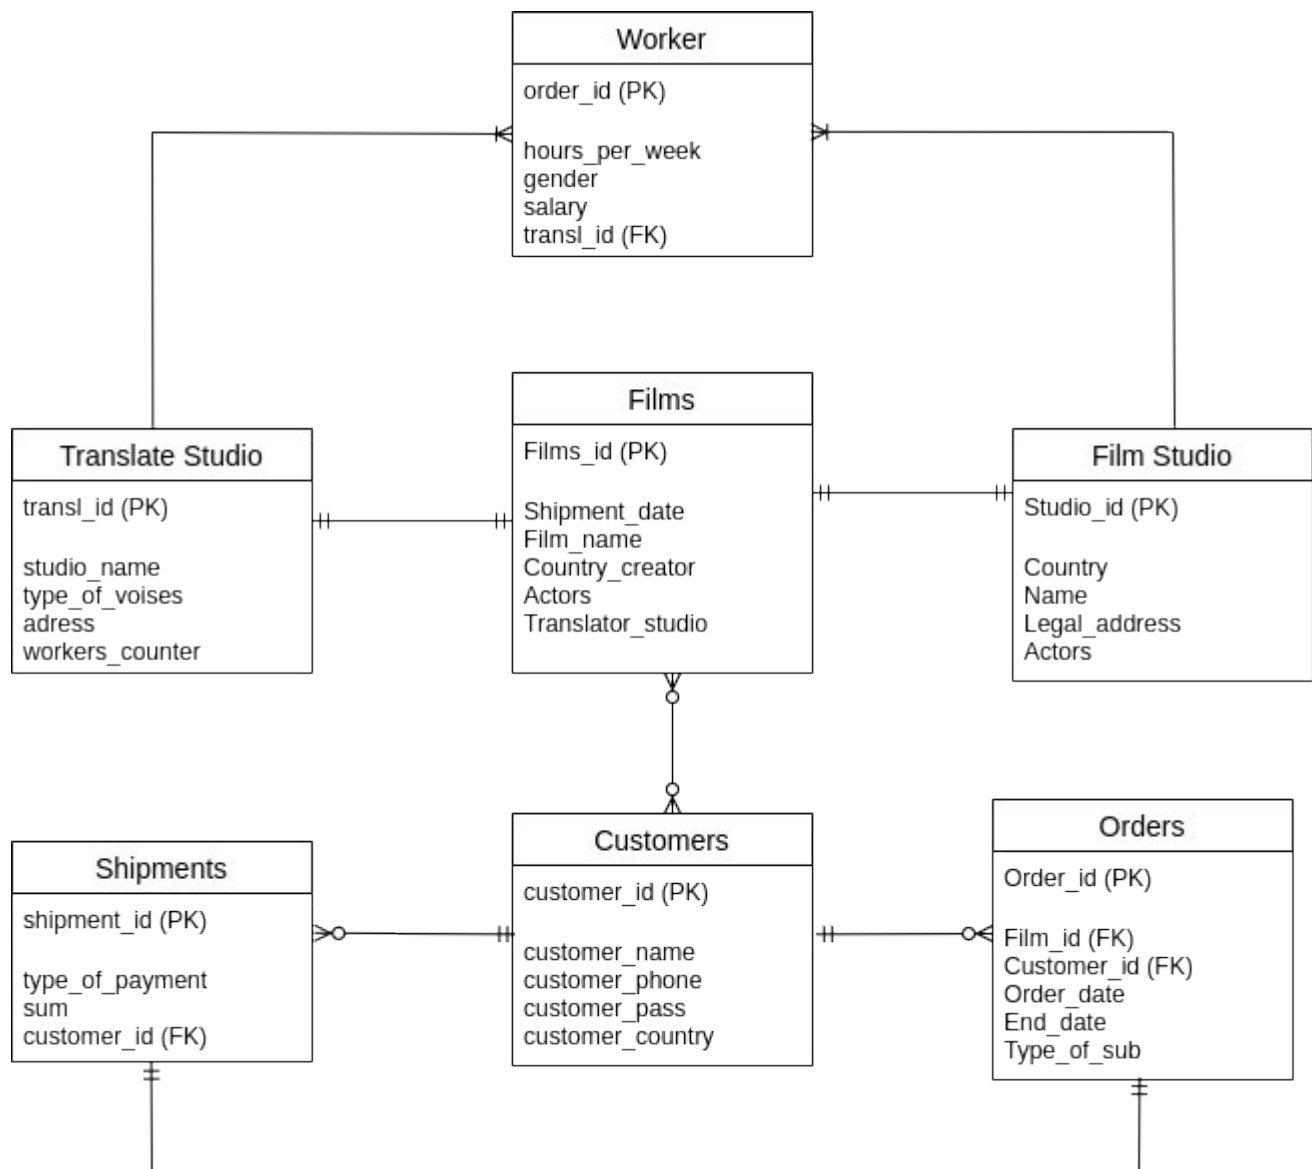 Worker
order_id (PK)
hours_per_week
gender
salary
transl_id (FK)
Translate Studio
transl_id (PK)
studio_name
type_of_voises
adress
workers_counter
Films
Films_id (PK)
Shipment_date
Film_name
Country_creator
Actors
Translator_studio
Film Studio
Studio_id (PK)
Country
Name
Legal_address
Actors
Shipments
shipment_id (PK)
type_of_payment
sum
customer_id (FK)
Customers
customer_id (PK)
customer_name
customer_phone
customer_pass
customer_country
Orders
Order_id (PK)
Film_id (FK)
Customer_id (FK)
Order_date
End_date
Type_of_sub